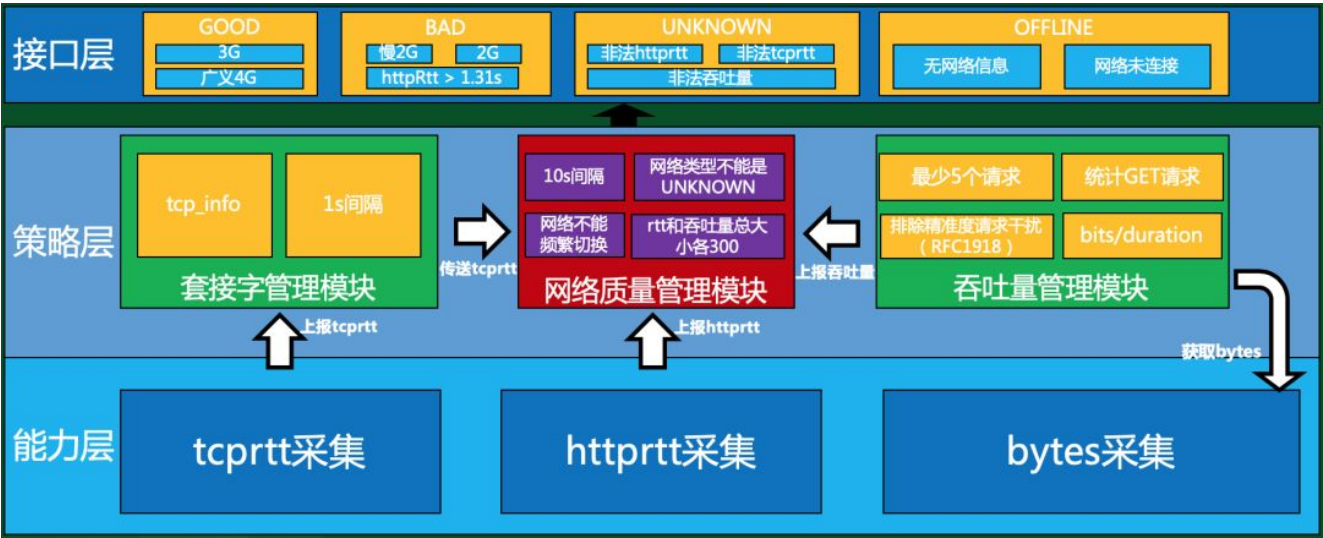 接口层
GOOD
3G
广义4G
BAD
慢2G
2G
httpRtt > 1.31s
UNKNOWN
非法httprtt
非法tcprtt
非法吞吐量
OFFLINE
无网络信息
网络未连接
策略层
tcp_info
1s间隔
套接字管理模块
传送tcprtt
10s间隔
网络类型不能是
UNKNOWN
网络不能
频繁切换
rtt和吞吐量总大
小各300
网络质量管理模块
上报吞吐量
最少5个请求
统计GET请求
排除精准度请求干扰
(RFC1918)
bits/duration
吞吐量管理模块
上报tcprtt
上报httprtt
获取bytes
能力层
tcprtt采集
httprtt采集
bytes采集